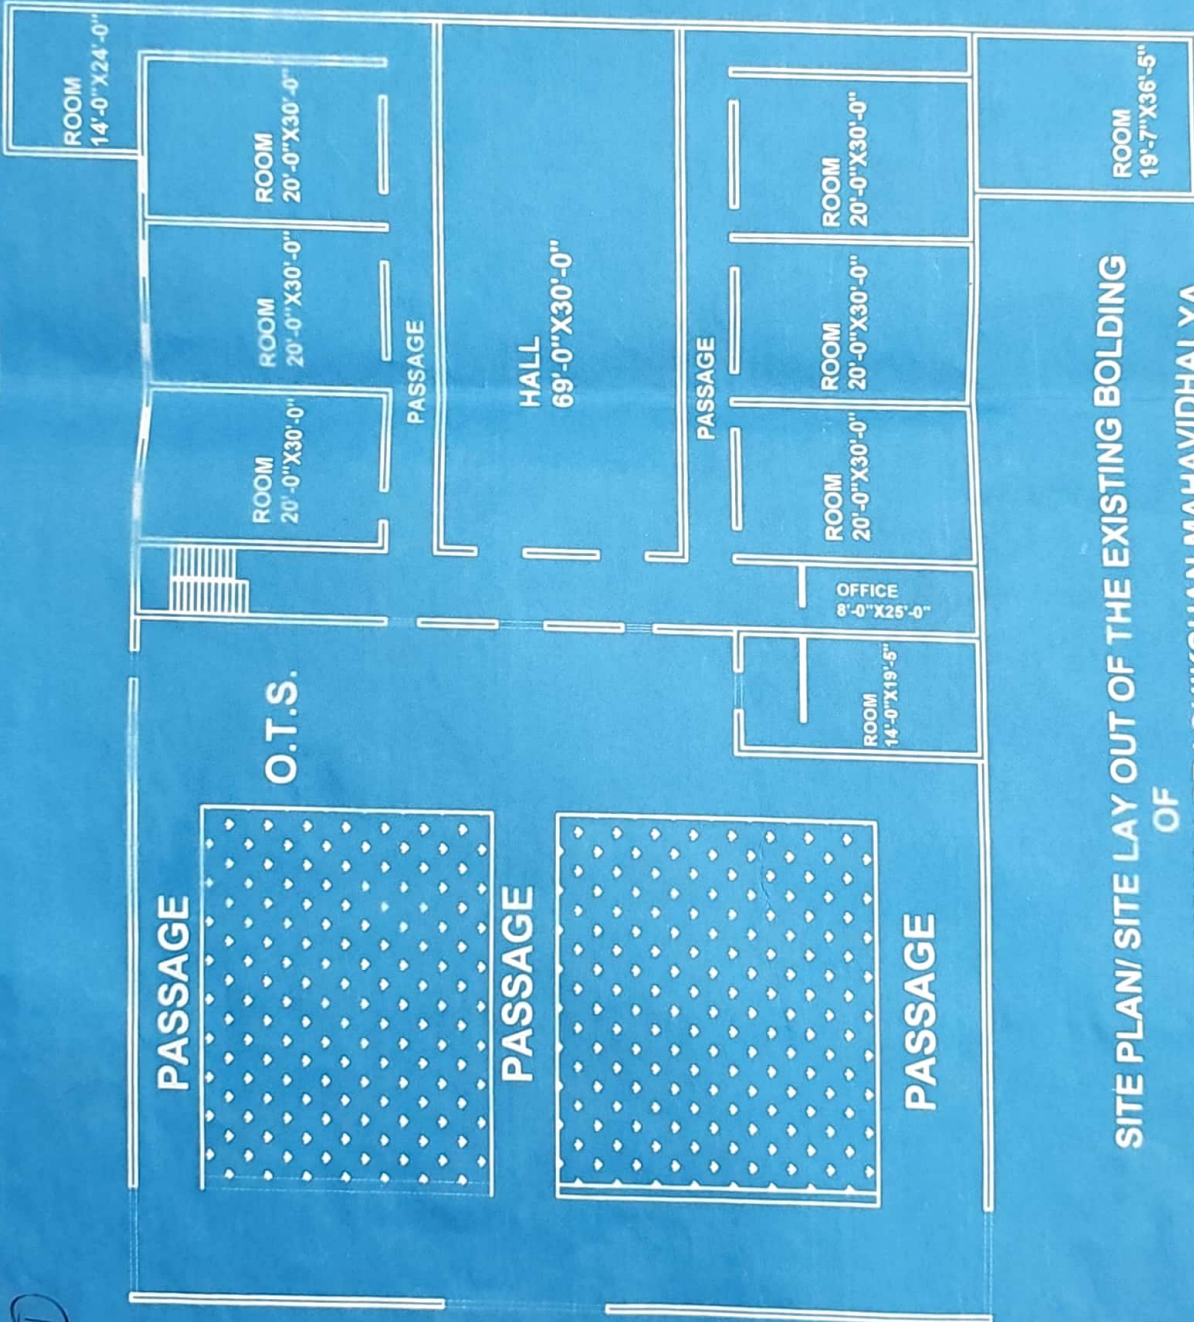 ROOM
14'-0"X24'-0"
ROOM
20'-0"X30'-0"
ROOM
20'-0"X30'-0"
ROOM
20'-0"X30'-0"
PASSAGE
HALL
69'-0"X30'-0"
PASSAGE
ROOM
20'-0"X30'-0"
ROOM
20'-0"X30'-0"
ROOM
20'-0"X30'-0"
OFFICE
8'-0"X25'-0"
ROOM
14'-0"X19'-5"
ROOM
19'-7"X36'-5"
O.T.S.
PASSAGE
PASSAGE
PASSAGE
SITE PLAN/ SITE LAY OUT OF THE EXISTING BOLDING
OF
MAHAVIDHALYA